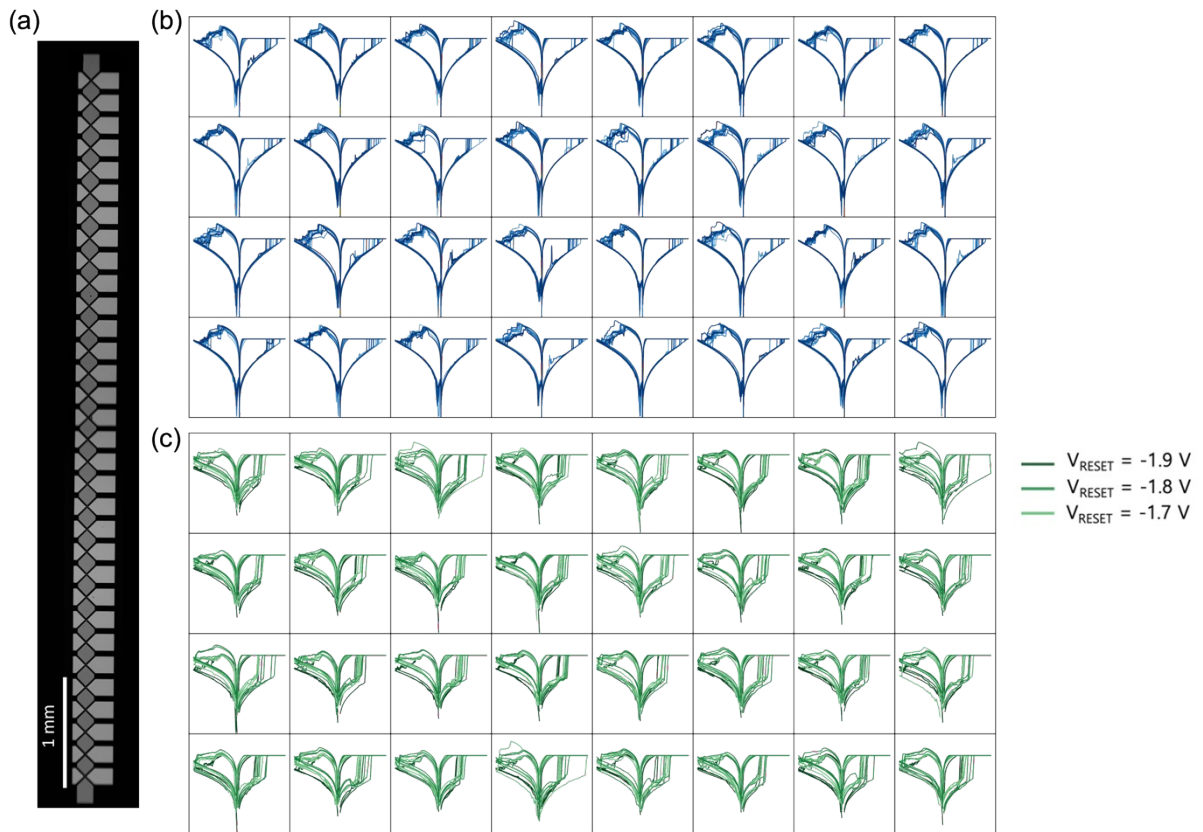 (a)
(b)
1 mm
(c)
V_RESET = -1.9 V
V_RESET = -1.8 V
V_RESET = -1.7 V